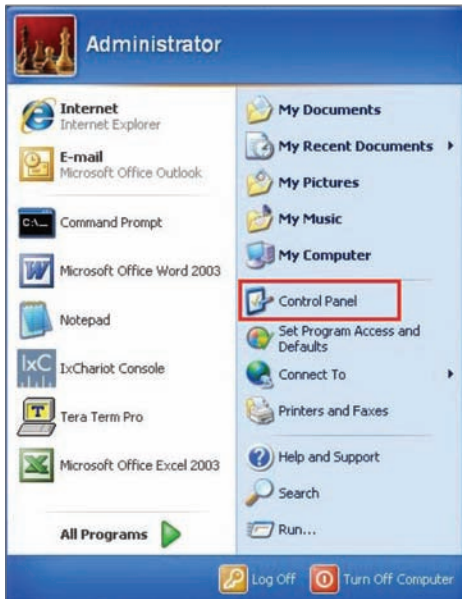 Administrator
Internet
Internet Explorer
E-mail
Microsoft Office Outlook
C:\_
Command Prompt
Microsoft Office Word 2003
Notepad
IxC
IxChariot Console
T
Tera Term Pro
Microsoft Office Excel 2003
All Programs
My Documents
My Recent Documents
My Pictures
My Music
My Computer
Control Panel
Set Program Access and
Defaults
Connect To
Printers and Faxes
Help and Support
Search
Run...
Log Off
Turn Off Computer